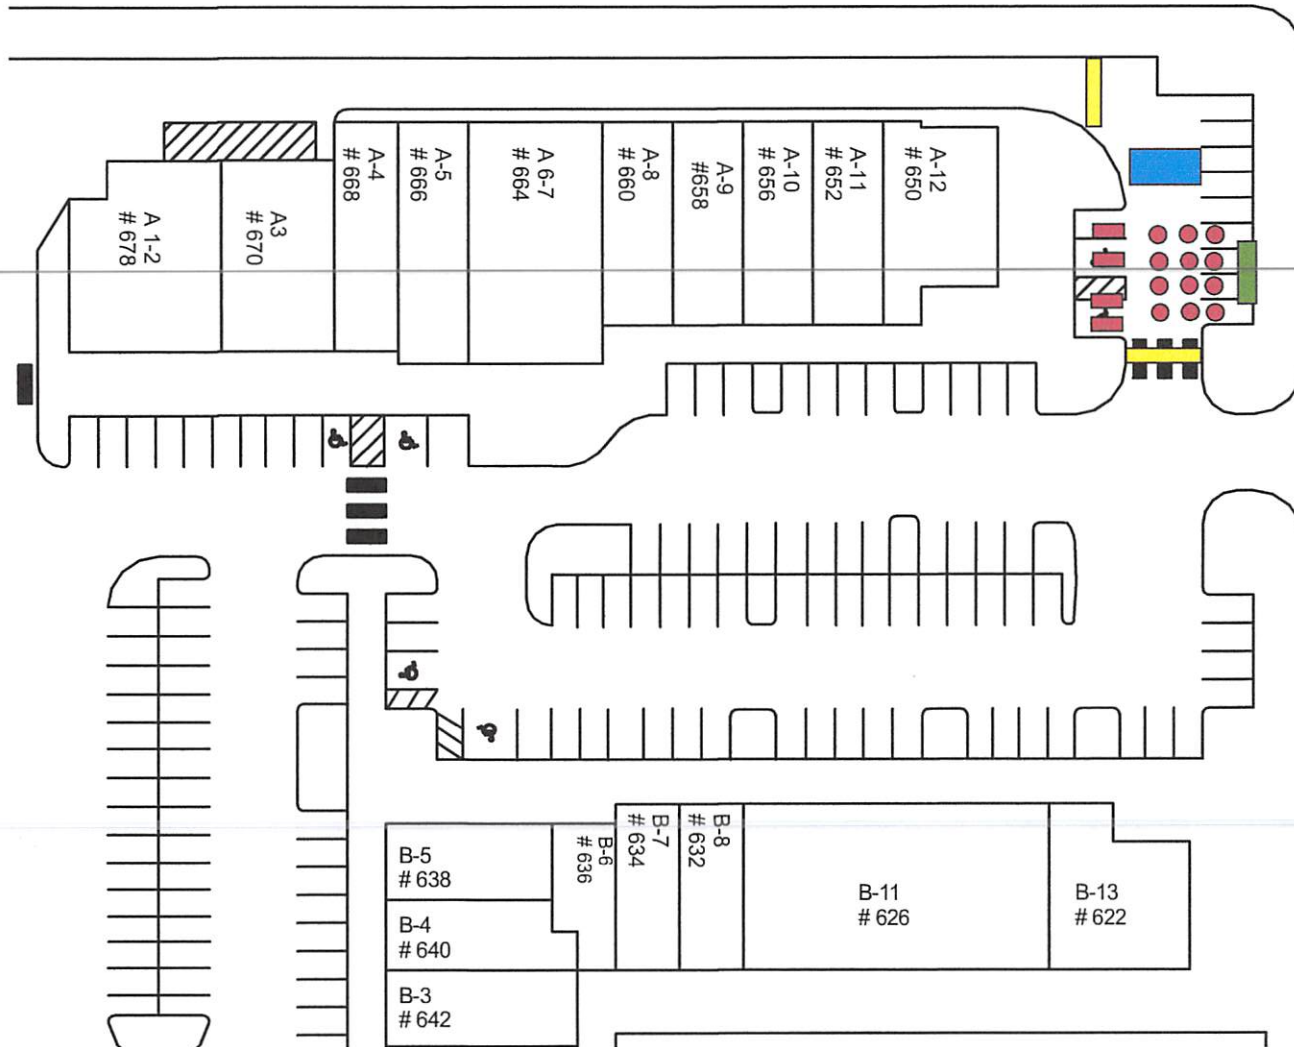 A 1-2
# 678
A3
# 670
A-4
# 668
A-5
# 666
A 6-7
# 664
A-8
# 660
A-9
#658
A-10
# 656
A-11
# 652
A-12
# 650
B-5
# 638
B-4
# 640
B-3
# 642
B-6
# 636
B-7
# 634
B-8
# 632
B-11
# 626
B-13
# 622